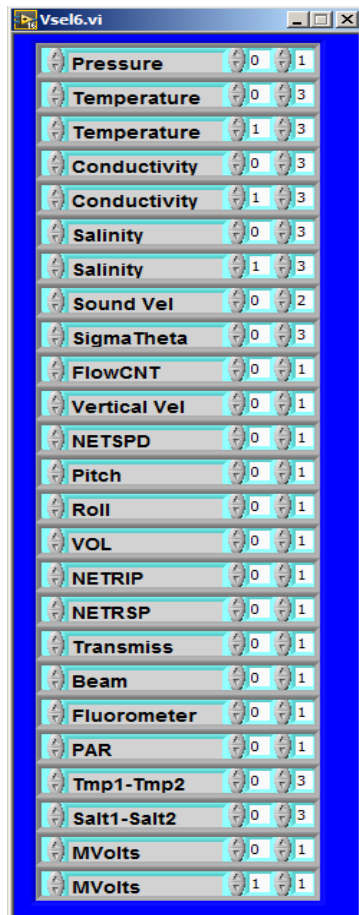 Vsel6.vi
Pressure 0 1
Temperature 0 3
Temperature 1 3
Conductivity 0 3
Conductivity 1 3
Salinity 0 3
Salinity 1 3
Sound Vel 0 2
SigmaTheta 0 3
FlowCNT 0 1
Vertical Vel 0 1
NETSPD 0 1
Pitch 0 1
Roll 0 1
VOL 0 1
NETRIP 0 1
NETRSP 0 1
Transmiss 0 1
Beam 0 1
Fluorometer 0 1
PAR 0 1
Tmp1-Tmp2 0 3
Salt1-Salt2 0 3
MVolts 0 1
MVolts 1 1